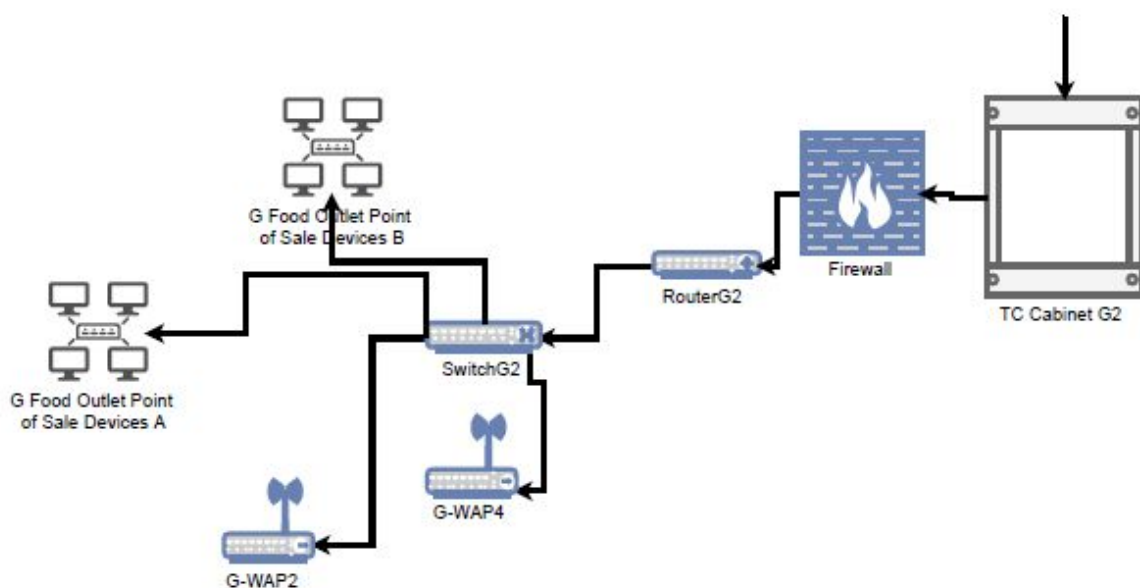 G Food Outlet Point
of Sale Devices B
Firewall
RouterG2
TC Cabinet G2
SwitchG2
G Food Outlet Point
of Sale Devices A
G-WAP4
G-WAP2